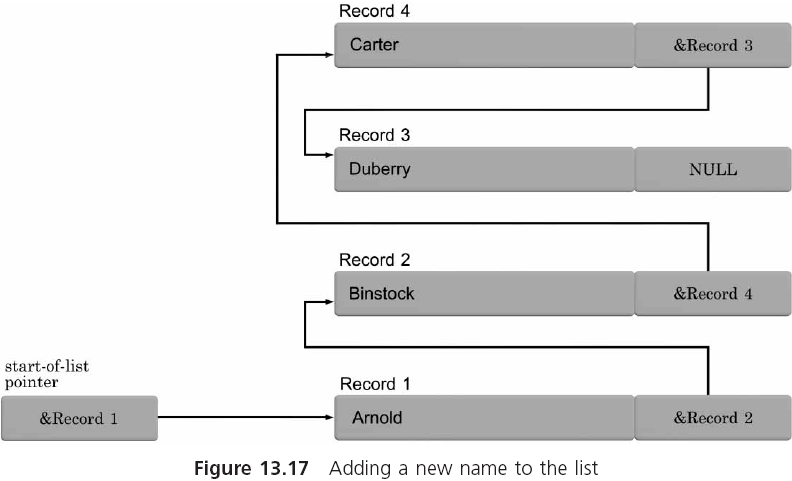 Record 4
Carter &Record 3
Record 3
Duberry NULL
Record 2
Binstock &Record 4
start-of-list
pointer
Record 1
&Record 1 Arnold &Record 2
Figure 13.17 Adding a new name to the list